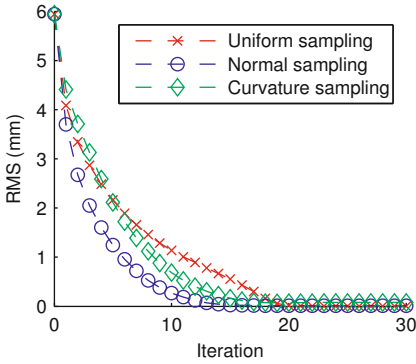 6
5
4
3
2
1
0
RMS (mm)
Uniform sampling
Normal sampling
Curvature sampling
0 10 20 30
Iteration